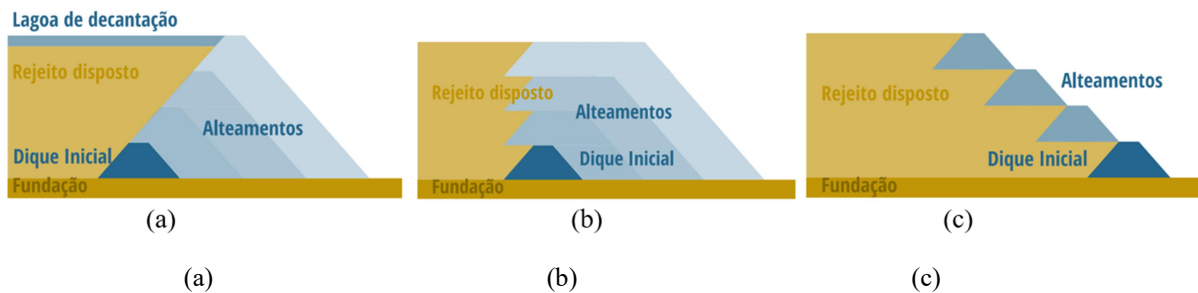 Lagoa de decantação
Rejeito disposto
Alteamentos
Dique Inicial
Fundação
(a)
Rejeito disposto
Alteamentos
Dique Inicial
Fundação
(b)
Alteamentos
Rejeito disposto
Dique Inicial
Fundação
(c)
(a)
(b)
(c)